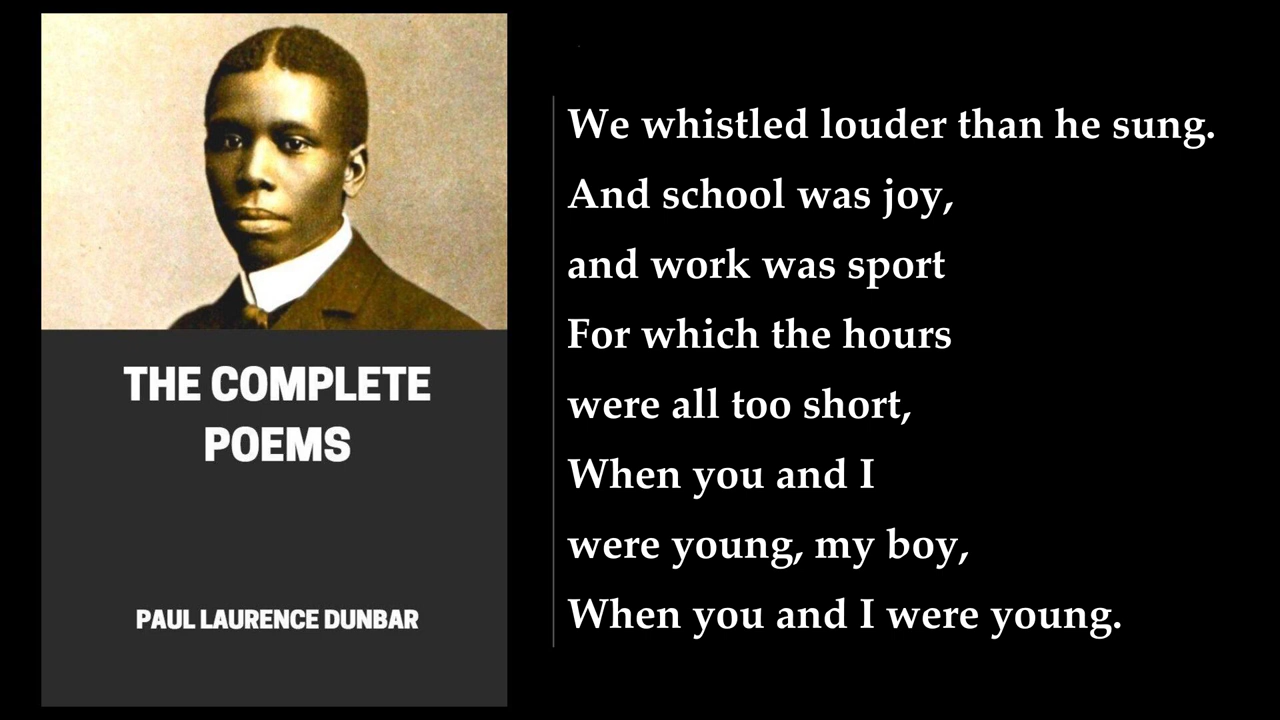 THE COMPLETE
POEMS
PAUL LAURENCE DUNBAR
We whistled louder than he sung.
And school was joy,
and work was sport
For which the hours
were all too short,
When you and I
were young, my boy,
When you and I were young.